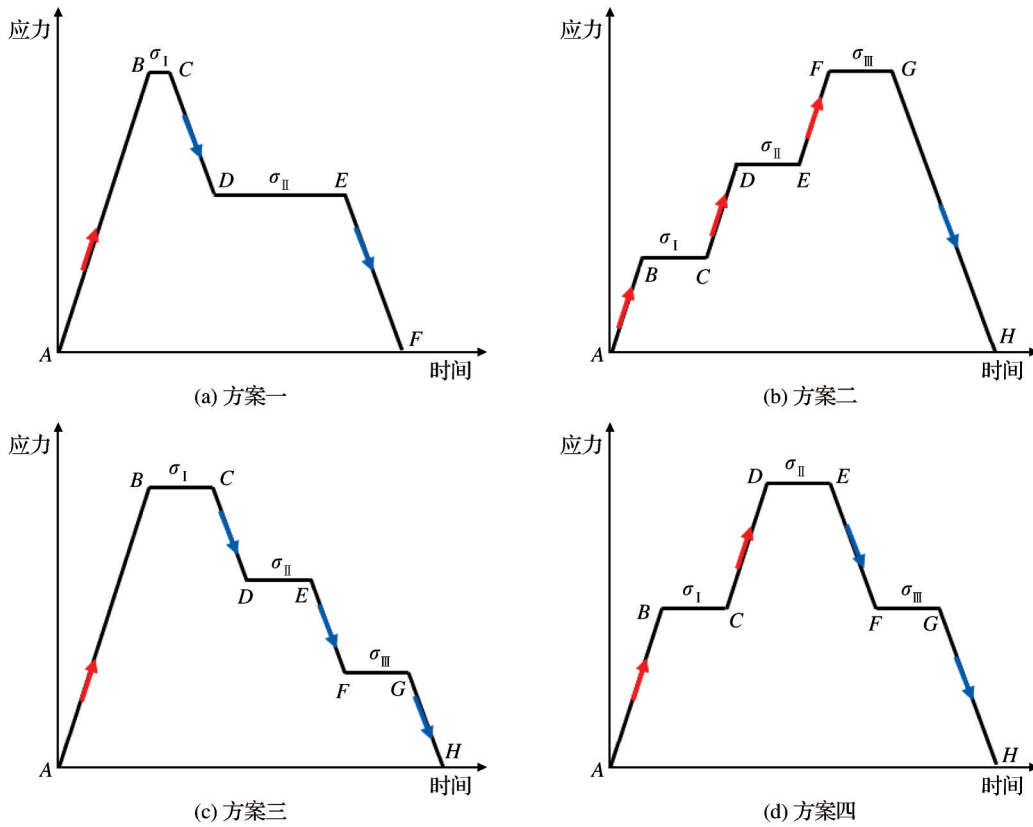 应力
B σⅠ C
D σⅡ E
A F
时间
(a) 方案一
应力
F σⅢ G
D σⅡ E
B σⅠ C
A H
时间
(b) 方案二
应力
B σⅠ C
D σⅡ E
F σⅢ G
A H
时间
(c) 方案三
应力
D σⅡ E
B σⅠ C F σⅢ G
A H
时间
(d) 方案四